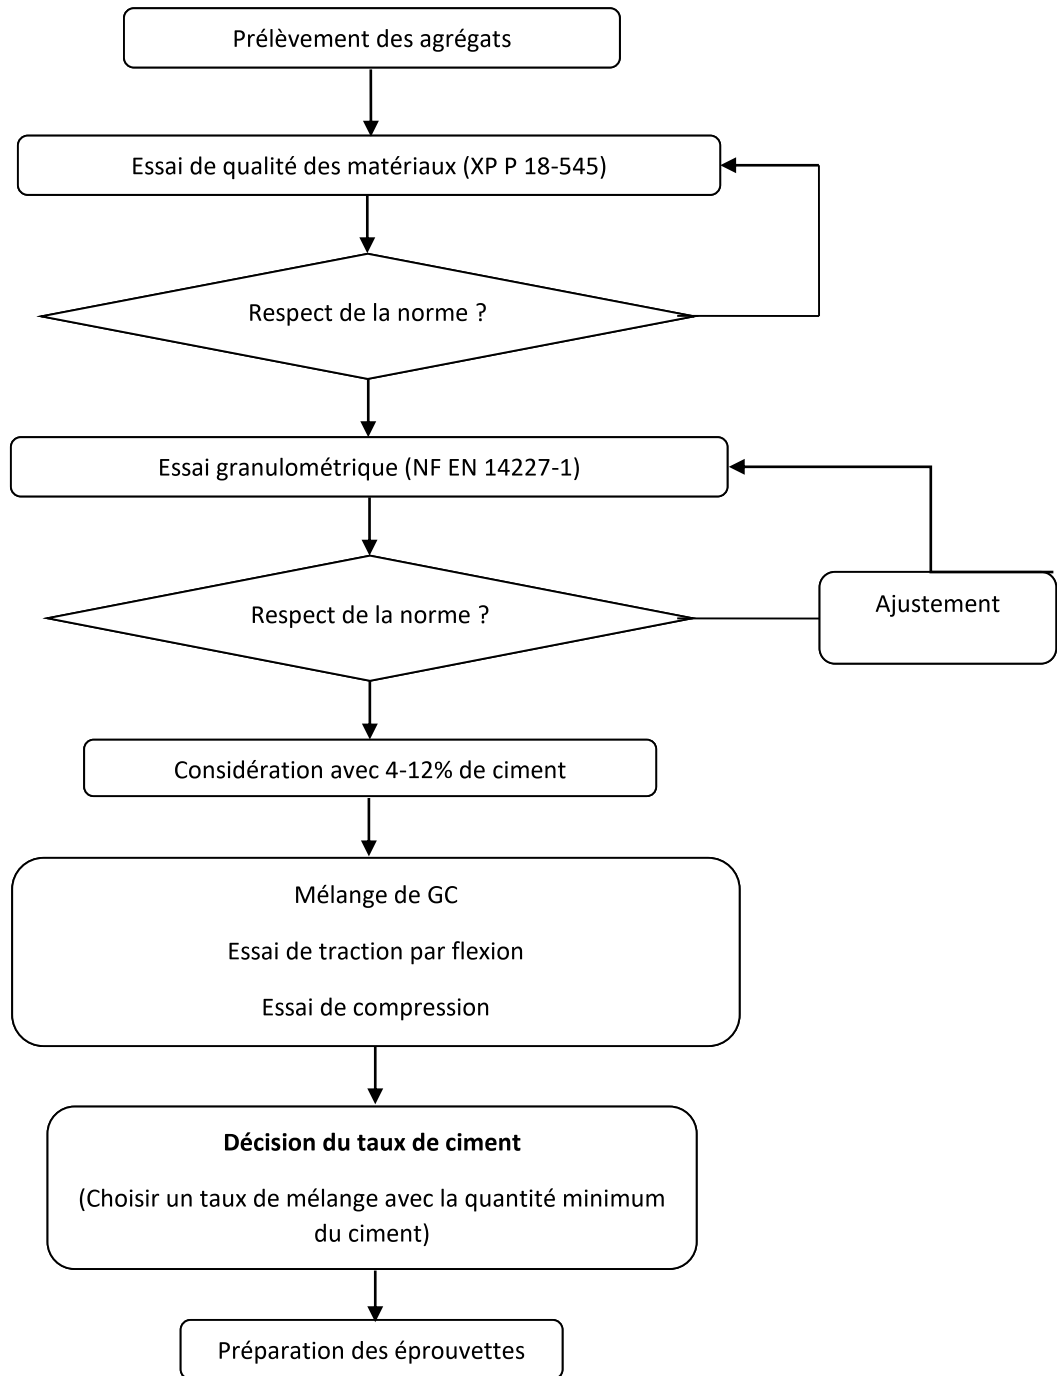 Prélèvement des agrégats
Essai de qualité des matériaux (XP P 18-545)
Respect de la norme ?
Essai granulométrique (NF EN 14227-1)
Respect de la norme ?
Ajustement
Considération avec 4-12% de ciment
Mélange de GC
Essai de traction par flexion
Essai de compression
Décision du taux de ciment
(Choisir un taux de mélange avec la quantité minimum
du ciment)
Préparation des éprouvettes